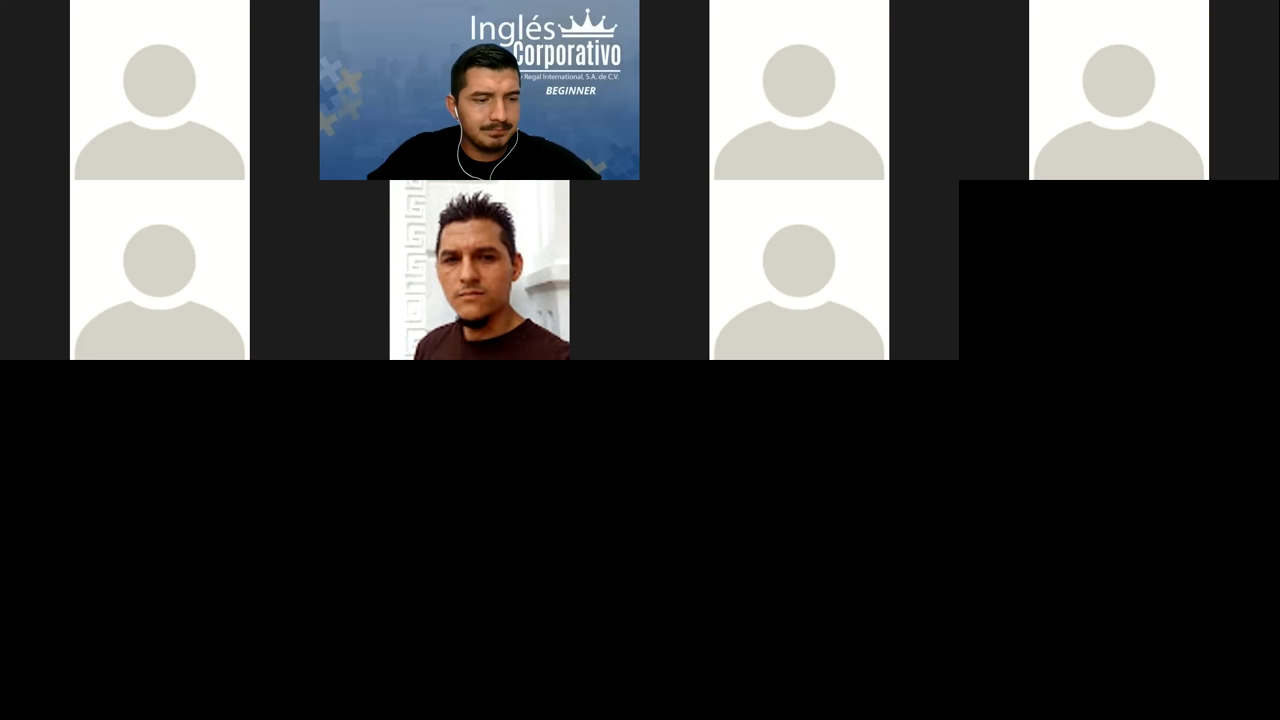 Inglés
Corporativo
Regal International, S.A. de C.V.
BEGINNER